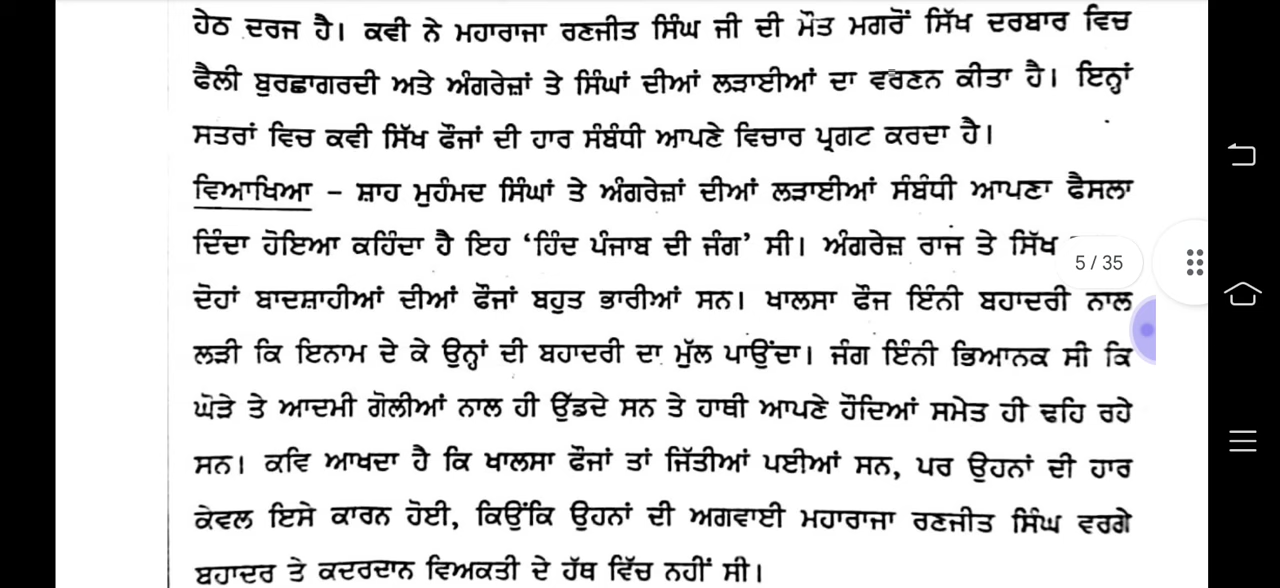 ਹੇਠ ਦਰਜ ਹੈ। ਕਵੀ ਨੇ ਮਹਾਰਾਜਾ ਰਣਜੀਤ ਸਿੰਘ ਜੀ ਦੀ ਮੌਤ ਮਗਰੋਂ ਸਿੱਖ ਦਰਬਾਰ ਵਿਚ
ਫੈਲੀ ਬੁਰਛਾਗਰਦੀ ਅਤੇ ਅੰਗਰੇਜ਼ਾਂ ਤੇ ਸਿੰਘਾਂ ਦੀਆਂ ਲੜਾਈਆਂ ਦਾ ਵਰਣਨ ਕੀਤਾ ਹੈ। ਇਨ੍ਹਾਂ
ਸਤਰਾਂ ਵਿਚ ਕਵੀ ਸਿੱਖ ਫੌਜਾਂ ਦੀ ਹਾਰ ਸੰਬੰਧੀ ਆਪਣੇ ਵਿਚਾਰ ਪ੍ਰਗਟ ਕਰਦਾ ਹੈ।
ਵਿਆਖਿਆ – ਸ਼ਾਹ ਮੁਹੰਮਦ ਸਿੰਘਾਂ ਤੇ ਅੰਗਰੇਜ਼ਾਂ ਦੀਆਂ ਲੜਾਈਆਂ ਸੰਬੰਧੀ ਆਪਣਾ ਫੈਸਲਾ
ਦਿੰਦਾ ਹੋਇਆ ਕਹਿੰਦਾ ਹੈ ਇਹ ‘ਹਿੰਦ ਪੰਜਾਬ ਦੀ ਜੰਗ’ ਸੀ। ਅੰਗਰੇਜ਼ ਰਾਜ ਤੇ ਸਿੱਖ
5 / 35
ਦੋਹਾਂ ਬਾਦਸ਼ਾਹੀਆਂ ਦੀਆਂ ਫੌਜਾਂ ਬਹੁਤ ਭਾਰੀਆਂ ਸਨ। ਖਾਲਸਾ ਫੌਜ ਇੰਨੀ ਬਹਾਦਰੀ ਨਾਲ
ਲੜੀ ਕਿ ਇਨਾਮ ਦੇ ਕੇ ਉਨ੍ਹਾਂ ਦੀ ਬਹਾਦਰੀ ਦਾ ਮੁੱਲ ਪਾਉਂਦਾ। ਜੰਗ ਇੰਨੀ ਭਿਆਨਕ ਸੀ ਕਿ
ਘੋੜੇ ਤੇ ਆਦਮੀ ਗੋਲੀਆਂ ਨਾਲ ਹੀ ਉੱਡਦੇ ਸਨ ਤੇ ਹਾਥੀ ਆਪਣੇ ਹੌਦਿਆਂ ਸਮੇਤ ਹੀ ਢਹਿ ਰਹੇ
ਸਨ। ਕਵਿ ਆਖਦਾ ਹੈ ਕਿ ਖਾਲਸਾ ਫੌਜਾਂ ਤਾਂ ਜਿੱਤੀਆਂ ਪਈਆਂ ਸਨ, ਪਰ ਉਹਨਾਂ ਦੀ ਹਾਰ
ਕੇਵਲ ਇਸੇ ਕਾਰਨ ਹੋਈ, ਕਿਉਂਕਿ ਉਹਨਾਂ ਦੀ ਅਗਵਾਈ ਮਹਾਰਾਜਾ ਰਣਜੀਤ ਸਿੰਘ ਵਰਗੇ
ਬਹਾਦਰ ਤੇ ਕਦਰਦਾਨ ਵਿਅਕਤੀ ਦੇ ਹੱਥ ਵਿੱਚ ਨਹੀਂ ਸੀ।